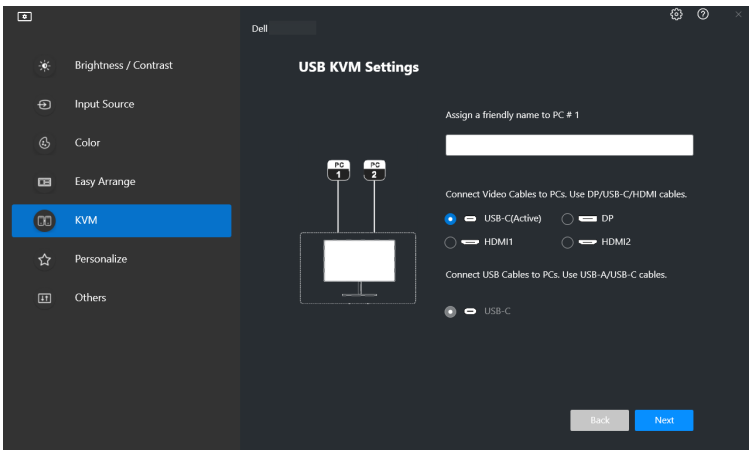 Dell
Brightness / Contrast
Input Source
Color
Easy Arrange
KVM
Personalize
Others
USB KVM Settings
PC 1
PC 2
Assign a friendly name to PC # 1
Connect Video Cables to PCs. Use DP/USB-C/HDMI cables.
USB-C(Active) DP
HDMI1 HDMI2
Connect USB Cables to PCs. Use USB-A/USB-C cables.
USB-C
Back Next